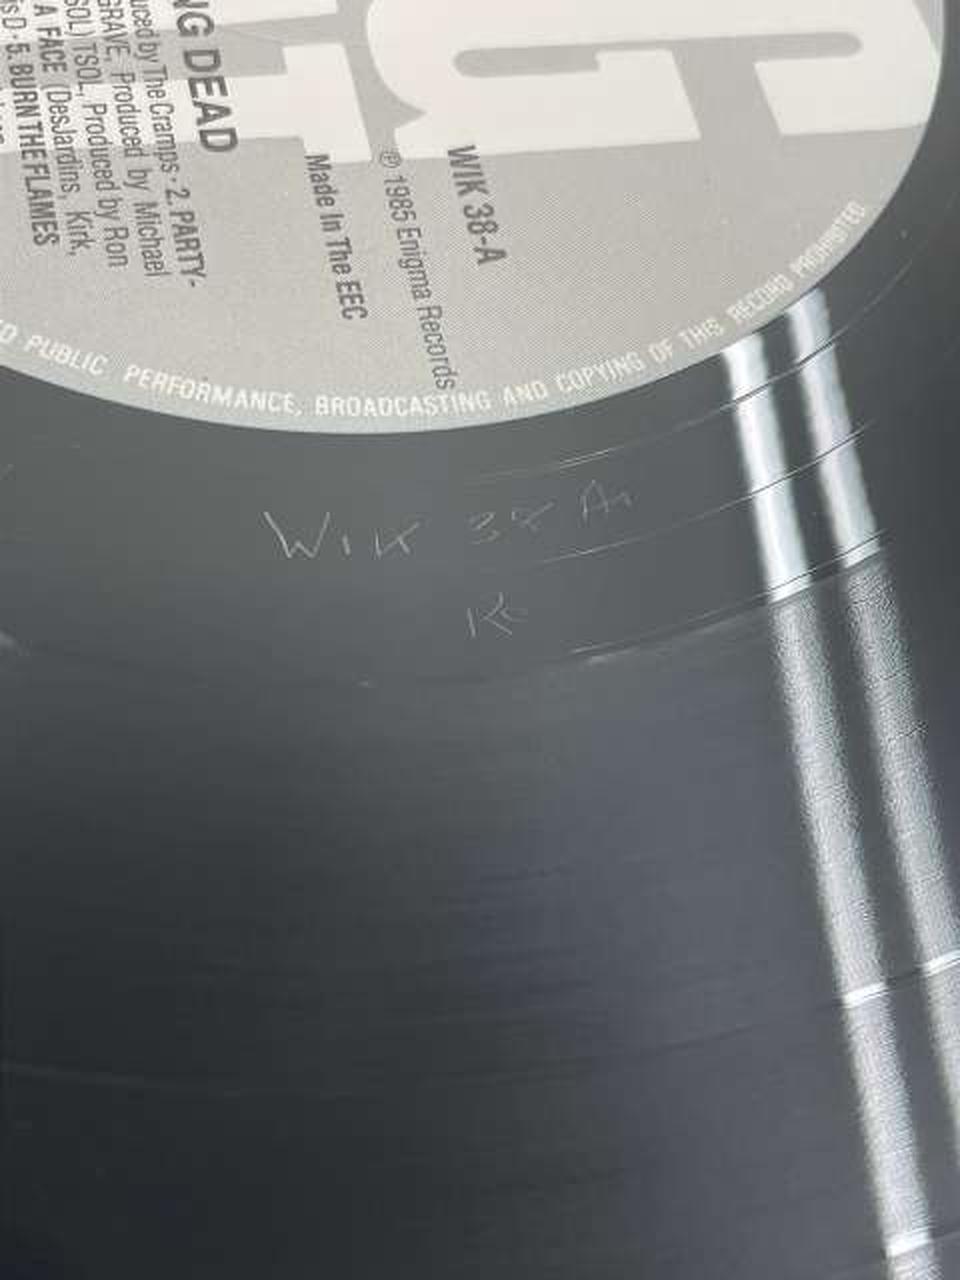 NG DEAD
uced by The Cramps · 2. PARTY-
GRAVE, Produced by Michael
SOL) TSOL, Produced by Ron
A FACE (DesJardins, Kirk,
s D · 5. BURN THE FLAMES
WIK 38-A
℗ 1985 Enigma Records
Made In The EEC
D PUBLIC PERFORMANCE, BROADCASTING AND COPYING OF THIS RECORD PROHIBITED
WIK 38 A1